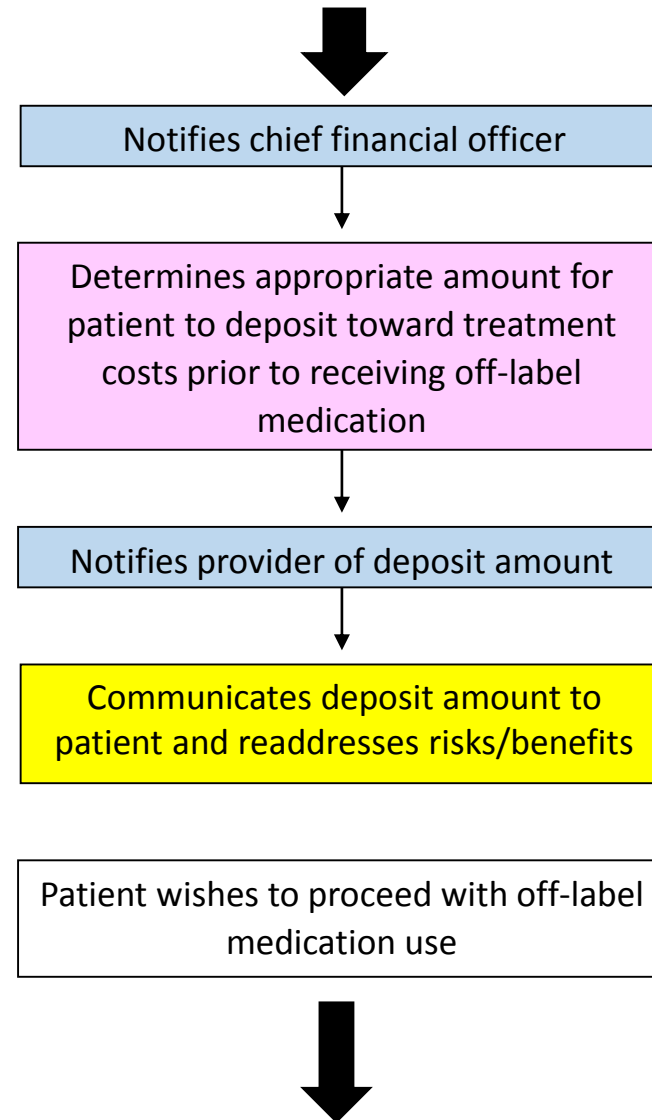 Notifies chief financial officer
Determines appropriate amount for
patient to deposit toward treatment
costs prior to receiving off-label
medication
Notifies provider of deposit amount
Communicates deposit amount to
patient and readdresses risks/benefits
Patient wishes to proceed with off-label
medication use